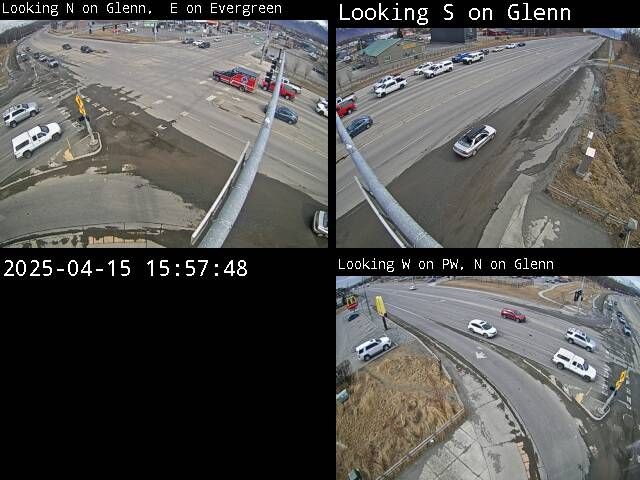 Looking N on Glenn,  E on Evergreen
Looking S on Glenn
2025-04-15 15:57:48
Looking W on PW, N on Glenn